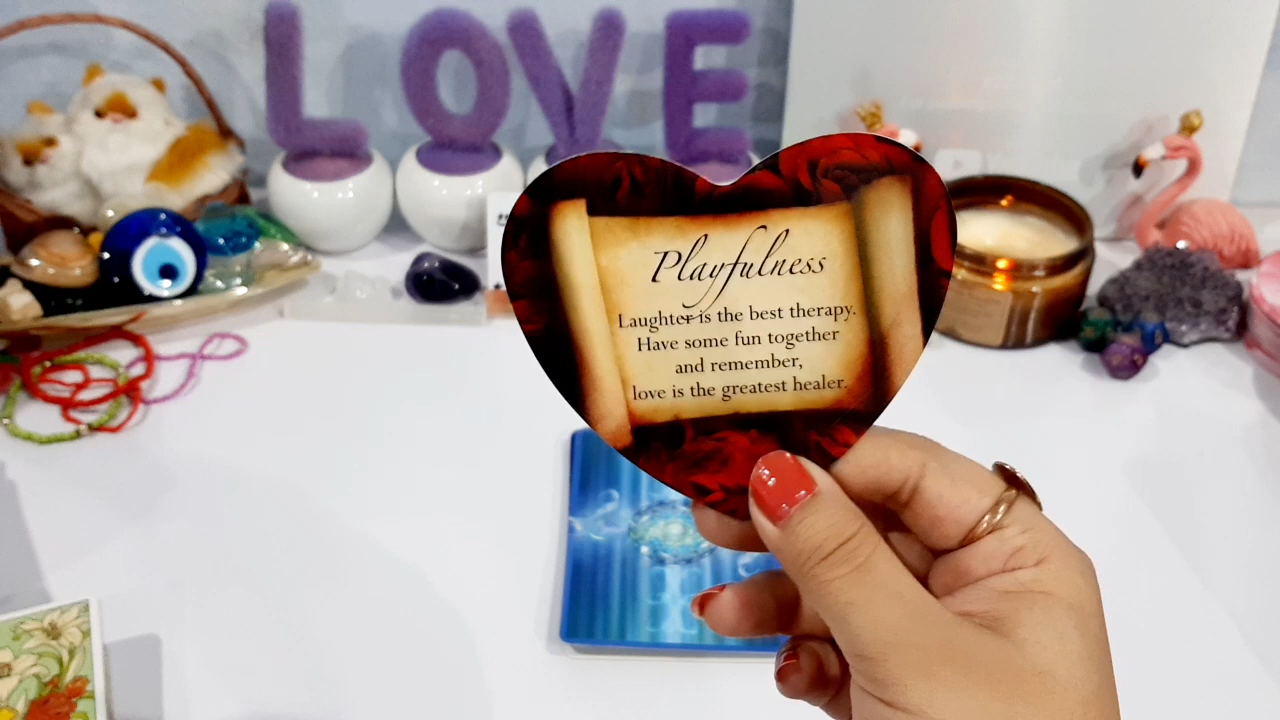 LOVE
Playfulness
Laughter is the best therapy.
Have some fun together
and remember,
love is the greatest healer.